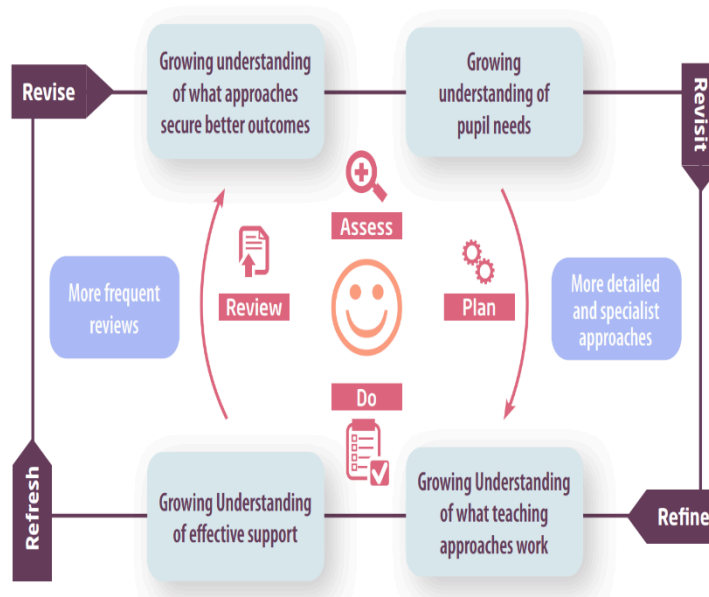 Growing understanding
of what approaches
secure better outcomes
Growing
understanding of
pupil needs
Revise
Revisit
Assess
Review
Plan
More frequent
reviews
More detailed
and specialist
approaches
Do
Growing Understanding
of effective support
Growing Understanding
of what teaching
approaches work
Refresh
Refine